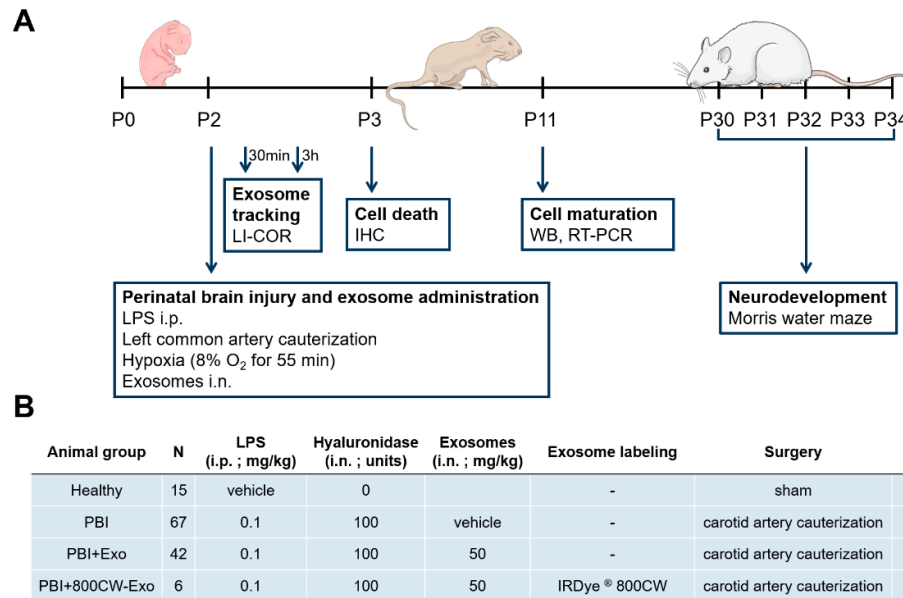 A
P0 P2 P3 P11 P30 P31 P32 P33 P34
30min 3h
Exosome
tracking
LI-COR
Cell death
IHC
Cell maturation
WB, RT-PCR
Perinatal brain injury and exosome administration
LPS i.p.
Left common artery cauterization
Hypoxia (8% O₂ for 55 min)
Exosomes i.n.
Neurodevelopment
Morris water maze
B
Animal group N LPS (i.p. ; mg/kg) Hyaluronidase (i.n. ; units) Exosomes (i.n. ; mg/kg) Exosome labeling Surgery
Healthy 15 vehicle 0 - sham
PBI 67 0.1 100 vehicle - carotid artery cauterization
PBI+Exo 42 0.1 100 50 - carotid artery cauterization
PBI+800CW-Exo 6 0.1 100 50 IRDye ® 800CW carotid artery cauterization